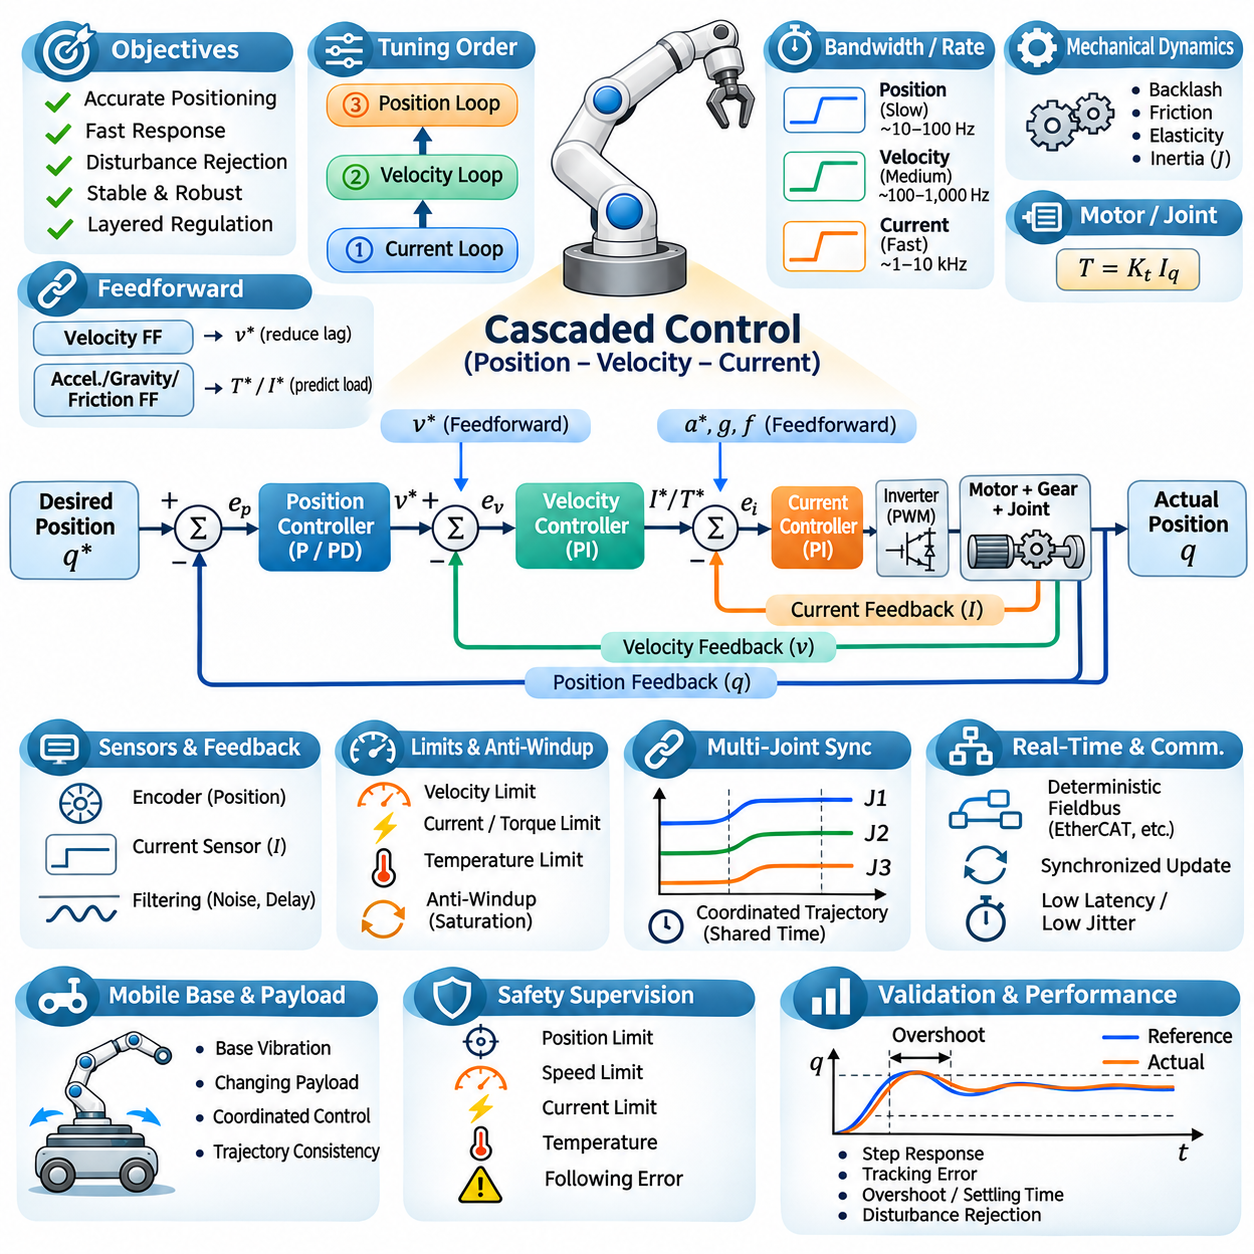 Objectives
Accurate Positioning
Fast Response
Disturbance Rejection
Stable & Robust
Layered Regulation
Tuning Order
3 Position Loop
2 Velocity Loop
1 Current Loop
Bandwidth / Rate
Position
(Slow)
~10–100 Hz
Velocity
(Medium)
~100–1,000 Hz
Current
(Fast)
~1–10 kHz
Mechanical Dynamics
• Backlash
• Friction
• Elasticity
• Inertia (J)
Motor / Joint
T = Kt Iq
Feedforward
Velocity FF → v* (reduce lag)
Accel./Gravity/
Friction FF → T* / I* (predict load)
Cascaded Control
(Position – Velocity – Current)
v* (Feedforward)
a*, g, f (Feedforward)
Desired
Position
q*
+
Σ
−
ep
Position
Controller
(P / PD)
v* +
Σ
−
ev
Velocity
Controller
(PI)
I*/T*
Σ
−
ei
Current
Controller
(PI)
Inverter
(PWM)
Motor + Gear
+ Joint
Actual
Position
q
Current Feedback (I)
Velocity Feedback (v)
Position Feedback (q)
Sensors & Feedback
Encoder (Position)
Current Sensor (I)
Filtering (Noise, Delay)
Limits & Anti-Windup
Velocity Limit
Current / Torque Limit
Temperature Limit
Anti-Windup
(Saturation)
Multi-Joint Sync
J1
J2
J3
Coordinated Trajectory
(Shared Time)
Real-Time & Comm.
Deterministic
Fieldbus
(EtherCAT, etc.)
Synchronized Update
Low Latency /
Low Jitter
Mobile Base & Payload
• Base Vibration
• Changing Payload
• Coordinated Control
• Trajectory Consistency
Safety Supervision
Position Limit
Speed Limit
Current Limit
Temperature
Following Error
Validation & Performance
Overshoot
Reference
Actual
q
t
• Step Response
• Tracking Error
• Overshoot / Settling Time
• Disturbance Rejection